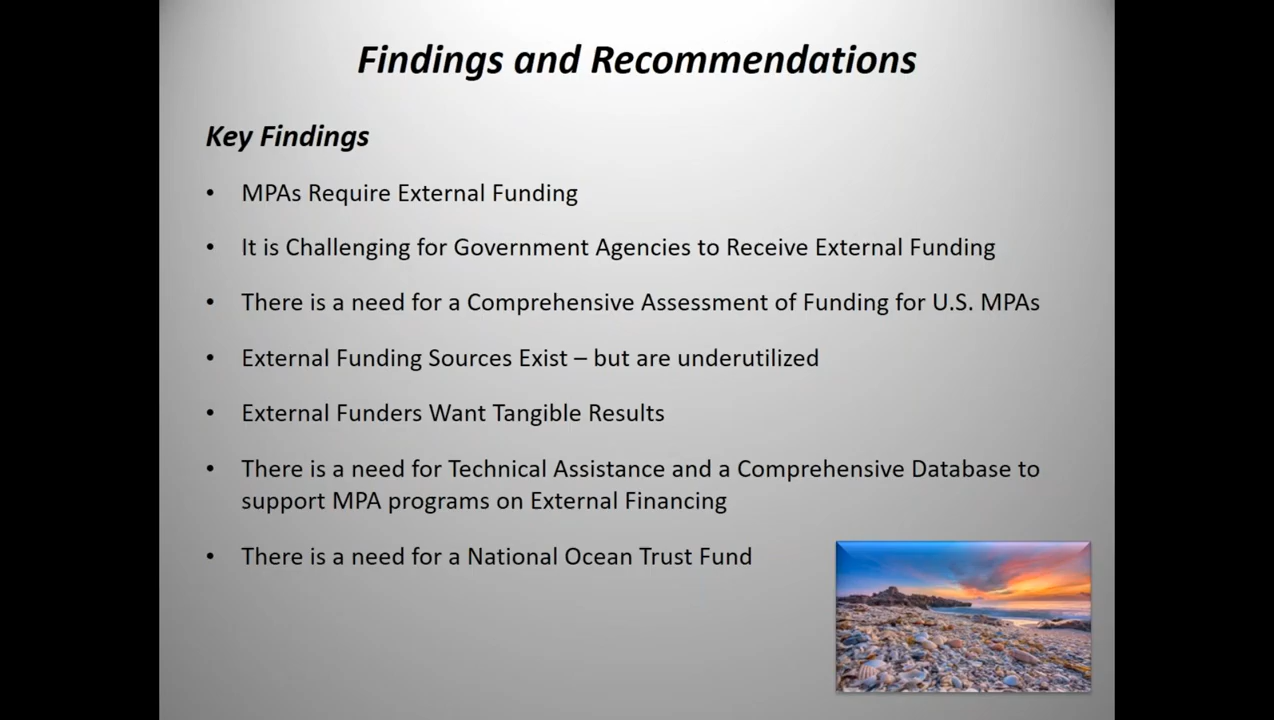 Findings and Recommendations
Key Findings
• MPAs Require External Funding
• It is Challenging for Government Agencies to Receive External Funding
• There is a need for a Comprehensive Assessment of Funding for U.S. MPAs
• External Funding Sources Exist – but are underutilized
• External Funders Want Tangible Results
• There is a need for Technical Assistance and a Comprehensive Database to
support MPA programs on External Financing
• There is a need for a National Ocean Trust Fund